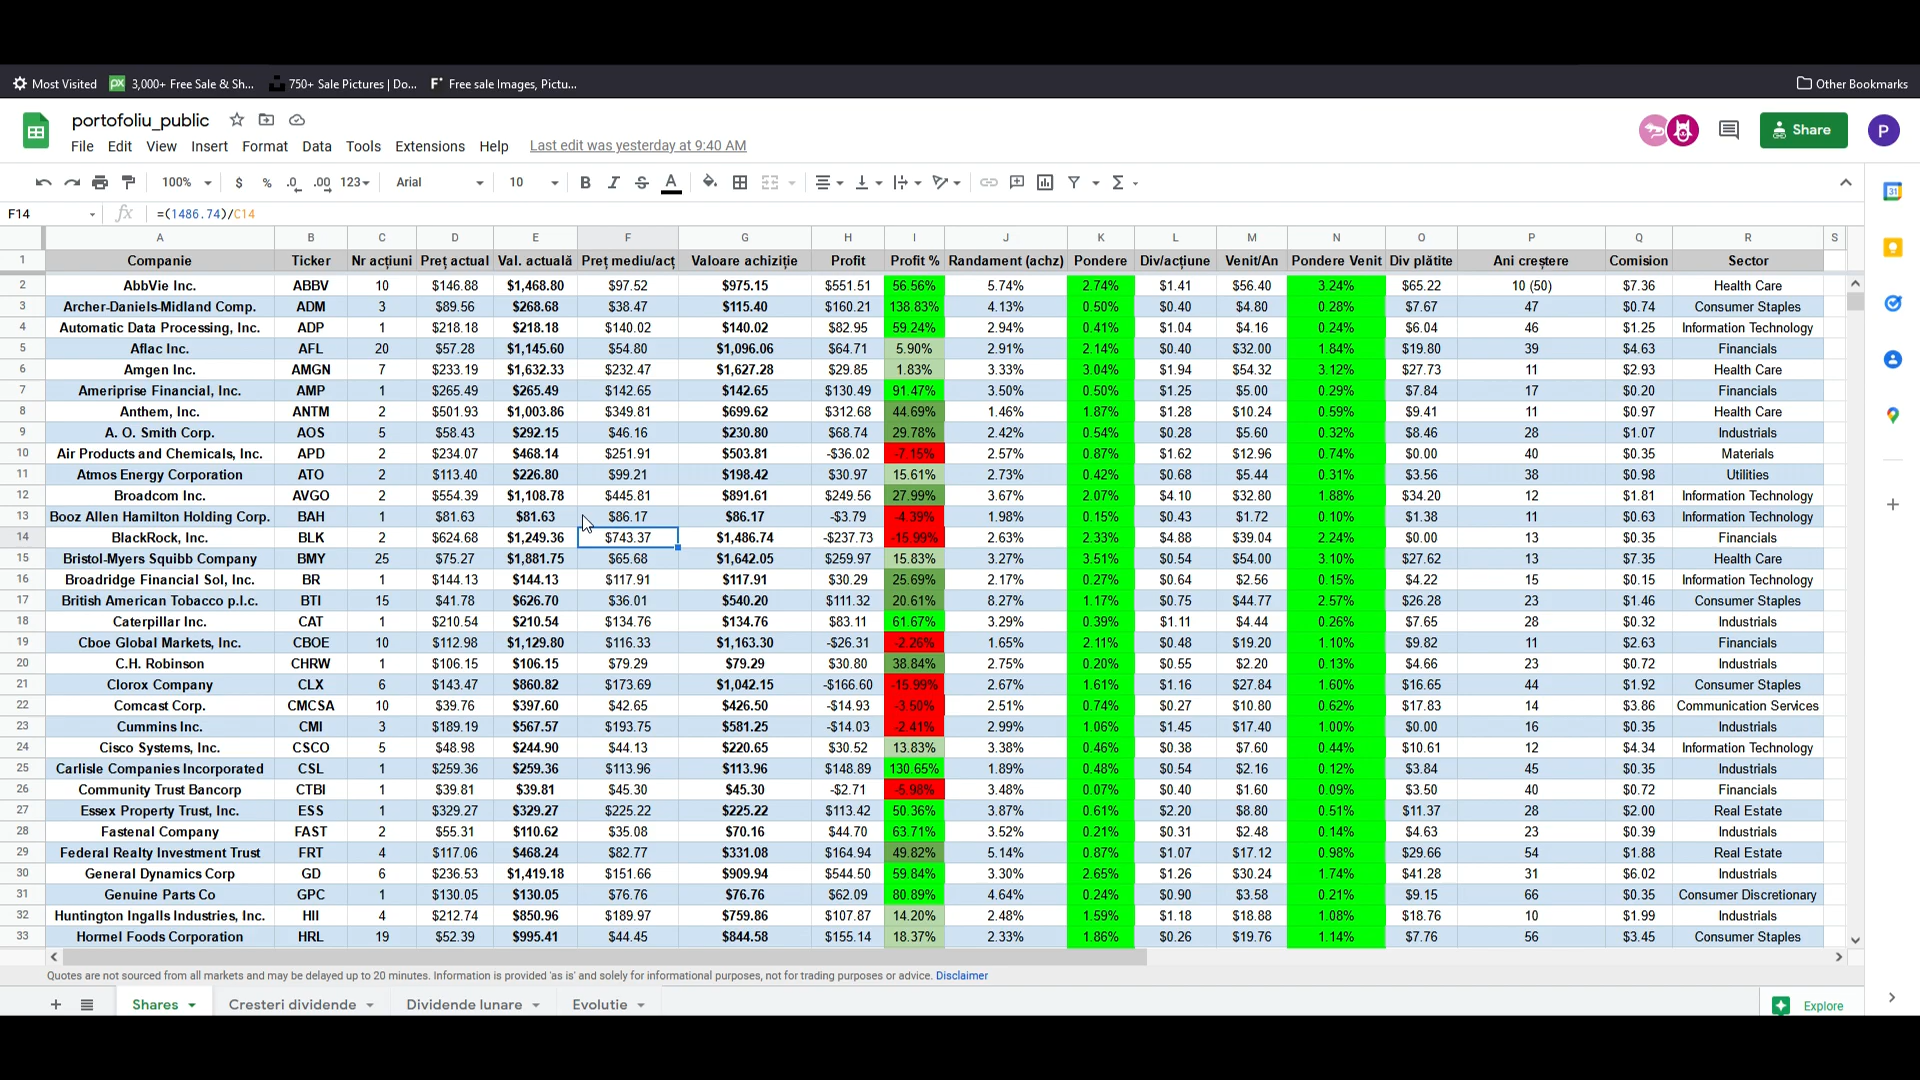 Most Visited 3,000+ Free Sale & Sh... 750+ Sale Pictures | Do... Free sale Images, Pictu... Other Bookmarks
portofoliu_public
Share P
File Edit View Insert Format Data Tools Extensions Help Last edit was yesterday at 9:40 AM
100% $ % .0 .00 123 Arial 10 B I S A
F14 fx =(1486.74)/C14
A B C D E F G H I J K L M N O P Q R S
1 Companie Ticker Nr acțiuni Preț actual Val. actuală Preț mediu/acț Valoare achiziție Profit Profit % Randament (achz) Pondere Div/acțiune Venit/An Pondere Venit Div plătite Ani creștere Comision Sector
2 AbbVie Inc. ABBV 10 $146.88 $1,468.80 $97.52 $975.15 $551.51 56.56% 5.74% 2.74% $1.41 $56.40 3.24% $65.22 10 (50) $7.36 Health Care
3 Archer-Daniels-Midland Comp. ADM 3 $89.56 $268.68 $38.47 $115.40 $160.21 138.83% 4.13% 0.50% $0.40 $4.80 0.28% $7.67 47 $0.74 Consumer Staples
4 Automatic Data Processing, Inc. ADP 1 $218.18 $218.18 $140.02 $140.02 $82.95 59.24% 2.94% 0.41% $1.04 $4.16 0.24% $6.04 46 $1.25 Information Technology
5 Aflac Inc. AFL 20 $57.28 $1,145.60 $54.80 $1,096.06 $64.71 5.90% 2.91% 2.14% $0.40 $32.00 1.84% $19.80 39 $4.63 Financials
6 Amgen Inc. AMGN 7 $233.19 $1,632.33 $232.47 $1,627.28 $29.85 1.83% 3.33% 3.04% $1.94 $54.32 3.12% $27.73 11 $2.93 Health Care
7 Ameriprise Financial, Inc. AMP 1 $265.49 $265.49 $142.65 $142.65 $130.49 91.47% 3.50% 0.50% $1.25 $5.00 0.29% $7.84 17 $0.20 Financials
8 Anthem, Inc. ANTM 2 $501.93 $1,003.86 $349.81 $699.62 $312.68 44.69% 1.46% 1.87% $1.28 $10.24 0.59% $9.41 11 $0.97 Health Care
9 A. O. Smith Corp. AOS 5 $58.43 $292.15 $46.16 $230.80 $68.74 29.78% 2.42% 0.54% $0.28 $5.60 0.32% $8.46 28 $1.07 Industrials
10 Air Products and Chemicals, Inc. APD 2 $234.07 $468.14 $251.91 $503.81 -$36.02 -7.15% 2.57% 0.87% $1.62 $12.96 0.74% $0.00 40 $0.35 Materials
11 Atmos Energy Corporation ATO 2 $113.40 $226.80 $99.21 $198.42 $30.97 15.61% 2.73% 0.42% $0.68 $5.44 0.31% $3.56 38 $0.98 Utilities
12 Broadcom Inc. AVGO 2 $554.39 $1,108.78 $445.81 $891.61 $249.56 27.99% 3.67% 2.07% $4.10 $32.80 1.88% $34.20 12 $1.81 Information Technology
13 Booz Allen Hamilton Holding Corp. BAH 1 $81.63 $81.63 $86.17 $86.17 -$3.79 -4.39% 1.98% 0.15% $0.43 $1.72 0.10% $1.38 11 $0.63 Information Technology
14 BlackRock, Inc. BLK 2 $624.68 $1,249.36 $743.37 $1,486.74 -$237.73 -15.99% 2.63% 2.33% $4.88 $39.04 2.24% $0.00 13 $0.35 Financials
15 Bristol-Myers Squibb Company BMY 25 $75.27 $1,881.75 $65.68 $1,642.05 $259.97 15.83% 3.27% 3.51% $0.54 $54.00 3.10% $27.62 13 $7.35 Health Care
16 Broadridge Financial Sol, Inc. BR 1 $144.13 $144.13 $117.91 $117.91 $30.29 25.69% 2.17% 0.27% $0.64 $2.56 0.15% $4.22 15 $0.15 Information Technology
17 British American Tobacco p.l.c. BTI 15 $41.78 $626.70 $36.01 $540.20 $111.32 20.61% 8.27% 1.17% $0.75 $44.77 2.57% $26.28 23 $1.46 Consumer Staples
18 Caterpillar Inc. CAT 1 $210.54 $210.54 $134.76 $134.76 $83.11 61.67% 3.29% 0.39% $1.11 $4.44 0.26% $7.65 28 $0.32 Industrials
19 Cboe Global Markets, Inc. CBOE 10 $112.98 $1,129.80 $116.33 $1,163.30 -$26.31 -2.26% 1.65% 2.11% $0.48 $19.20 1.10% $9.82 11 $2.63 Financials
20 C.H. Robinson CHRW 1 $106.15 $106.15 $79.29 $79.29 $30.80 38.84% 2.75% 0.20% $0.55 $2.20 0.13% $4.66 23 $0.72 Industrials
21 Clorox Company CLX 6 $143.47 $860.82 $173.69 $1,042.15 -$166.60 -15.99% 2.67% 1.61% $1.16 $27.84 1.60% $16.65 44 $1.92 Consumer Staples
22 Comcast Corp. CMCSA 10 $39.76 $397.60 $42.65 $426.50 -$14.93 -3.50% 2.51% 0.74% $0.27 $10.80 0.62% $17.83 14 $3.86 Communication Services
23 Cummins Inc. CMI 3 $189.19 $567.57 $193.75 $581.25 -$14.03 -2.41% 2.99% 1.06% $1.45 $17.40 1.00% $0.00 16 $0.35 Industrials
24 Cisco Systems, Inc. CSCO 5 $48.98 $244.90 $44.13 $220.65 $30.52 13.83% 3.38% 0.46% $0.38 $7.60 0.44% $10.61 12 $4.34 Information Technology
25 Carlisle Companies Incorporated CSL 1 $259.36 $259.36 $113.96 $113.96 $148.89 130.65% 1.89% 0.48% $0.54 $2.16 0.12% $3.84 45 $0.35 Industrials
26 Community Trust Bancorp CTBI 1 $39.81 $39.81 $45.30 $45.30 -$2.71 -5.98% 3.48% 0.07% $0.40 $1.60 0.09% $3.50 40 $0.72 Financials
27 Essex Property Trust, Inc. ESS 1 $329.27 $329.27 $225.22 $225.22 $113.42 50.36% 3.87% 0.61% $2.20 $8.80 0.51% $11.37 28 $2.00 Real Estate
28 Fastenal Company FAST 2 $55.31 $110.62 $35.08 $70.16 $44.70 63.71% 3.52% 0.21% $0.31 $2.48 0.14% $4.63 23 $0.39 Industrials
29 Federal Realty Investment Trust FRT 4 $117.06 $468.24 $82.77 $331.08 $164.94 49.82% 5.14% 0.87% $1.07 $17.12 0.98% $29.66 54 $1.88 Real Estate
30 General Dynamics Corp GD 6 $236.53 $1,419.18 $151.66 $909.94 $544.50 59.84% 3.30% 2.65% $1.26 $30.24 1.74% $41.28 31 $6.02 Industrials
31 Genuine Parts Co GPC 1 $130.05 $130.05 $76.76 $76.76 $62.09 80.89% 4.64% 0.24% $0.90 $3.58 0.21% $9.15 66 $0.35 Consumer Discretionary
32 Huntington Ingalls Industries, Inc. HII 4 $212.74 $850.96 $189.97 $759.86 $107.87 14.20% 2.48% 1.59% $1.18 $18.88 1.08% $18.76 10 $1.99 Industrials
33 Hormel Foods Corporation HRL 19 $52.39 $995.41 $44.45 $844.58 $155.14 18.37% 2.33% 1.86% $0.26 $19.76 1.14% $7.76 56 $3.45 Consumer Staples
Quotes are not sourced from all markets and may be delayed up to 20 minutes. Information is provided 'as is' and solely for informational purposes, not for trading purposes or advice. Disclaimer
Shares Cresteri dividende Dividende lunare Evolutie Explore